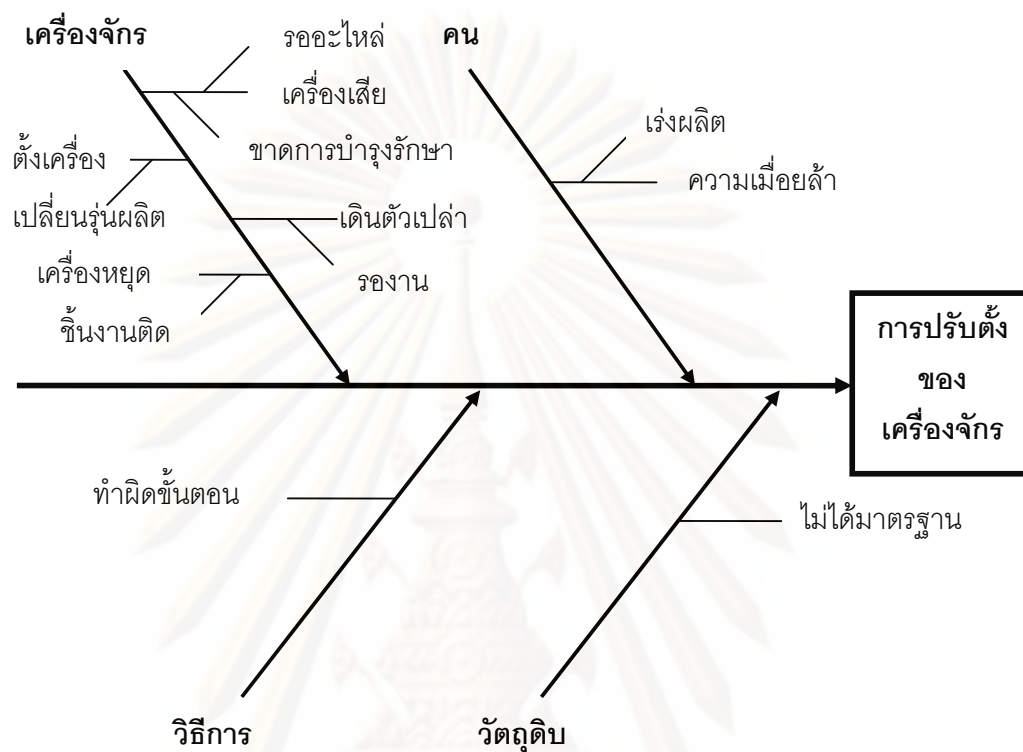 เครื่องจักร
รออะไหล่
คน
เครื่องเสีย
ขาดการบำรุงรักษา
ตั้งเครื่อง
เปลี่ยนรุ่นผลิต
เดินตัวเปล่า
เครื่องหยุด
รองาน
ชิ้นงานติด
เร่งผลิต
ความเมื่อยล้า
การปรับตั้ง
ของ
เครื่องจักร
ทำผิดขั้นตอน
ไม่ได้มาตรฐาน
วิธีการ
วัตถุดิบ